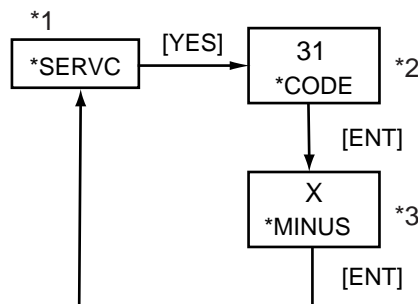 *1
*SERVC
[YES]
31
*CODE
*2
[ENT]
X
*MINUS
*3
[ENT]